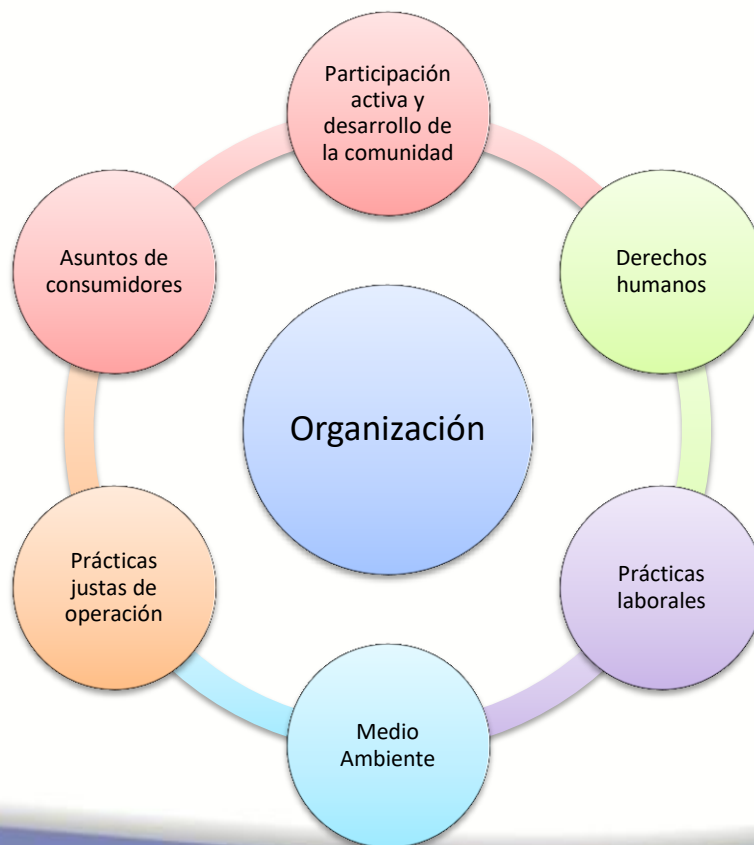 Participación
activa y
desarrollo de
la comunidad
Asuntos de
consumidores
Derechos
humanos
Organización
Prácticas
justas de
operación
Prácticas
laborales
Medio
Ambiente